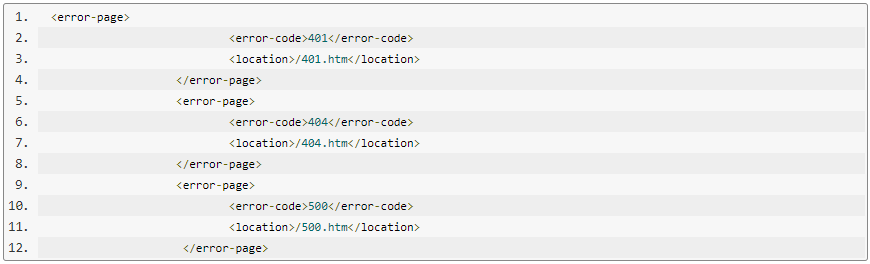 1. <error-page>
2. <error-code>401</error-code>
3. <location>/401.htm</location>
4. </error-page>
5. <error-page>
6. <error-code>404</error-code>
7. <location>/404.htm</location>
8. </error-page>
9. <error-page>
10. <error-code>500</error-code>
11. <location>/500.htm</location>
12. </error-page>